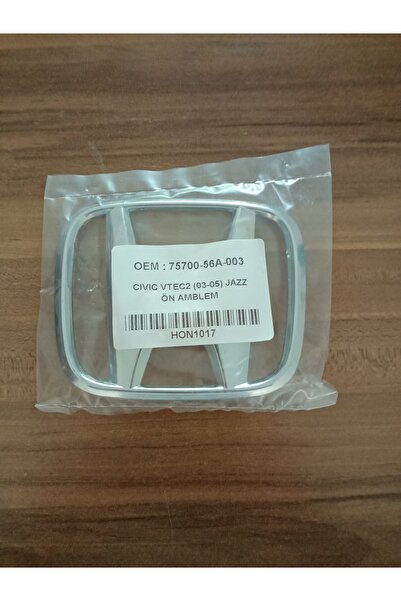 OEM : 75700-56A-003
CIVIC VTEC2 (03-05) JAZZ
ÖN AMBLEM
HON1017